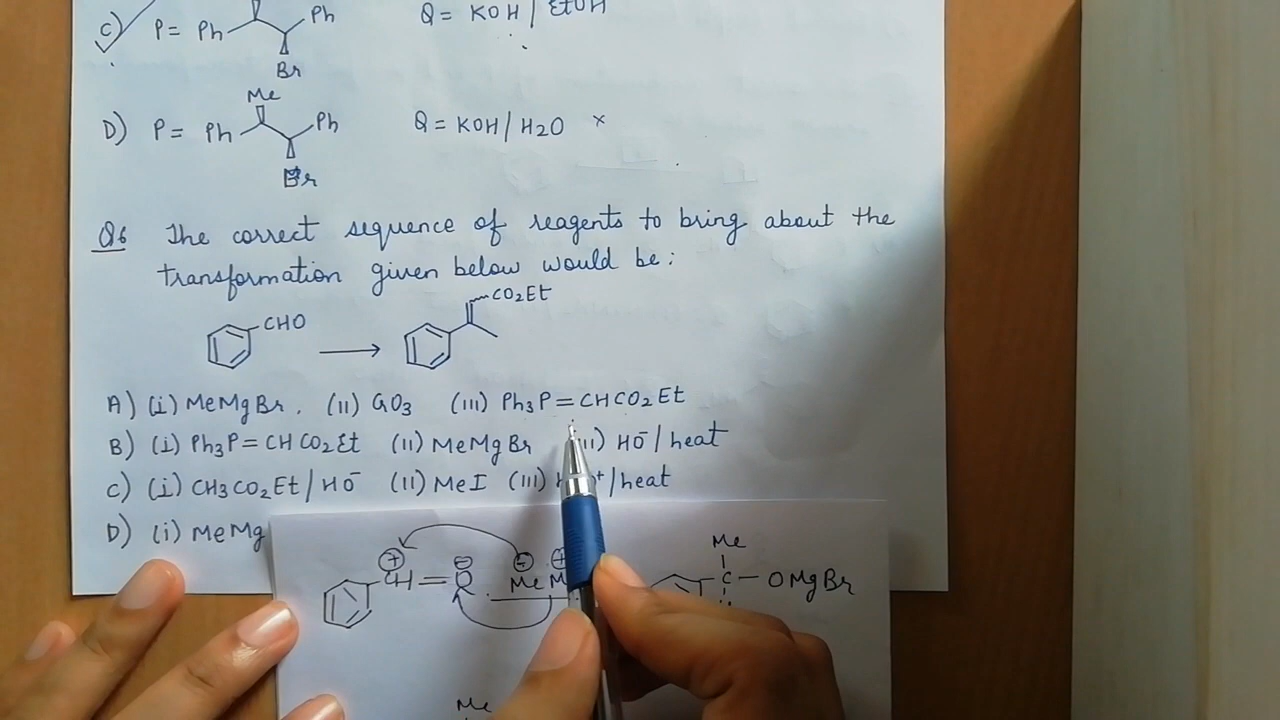 C) P= Ph Ph Q= KOH / EtOH
Br
Me
D) P= Ph Ph Q= KOH / H2O ×
Br
Q6 The correct sequence of reagents to bring about the
transformation given below would be:
CHO CO2Et
A) (i) MeMgBr. (ii) CrO3 (iii) Ph3P=CHCO2Et
B) (i) Ph3P=CHCO2Et (ii) MeMgBr HO⁻/heat
C) (i) CH3CO2Et/HO⁻ (ii) MeI (iii) /heat
D) (i) MeMg
⊕ ⊖ ⊖ ⊕ Me
CH=O Me M C—OMgBr
Me